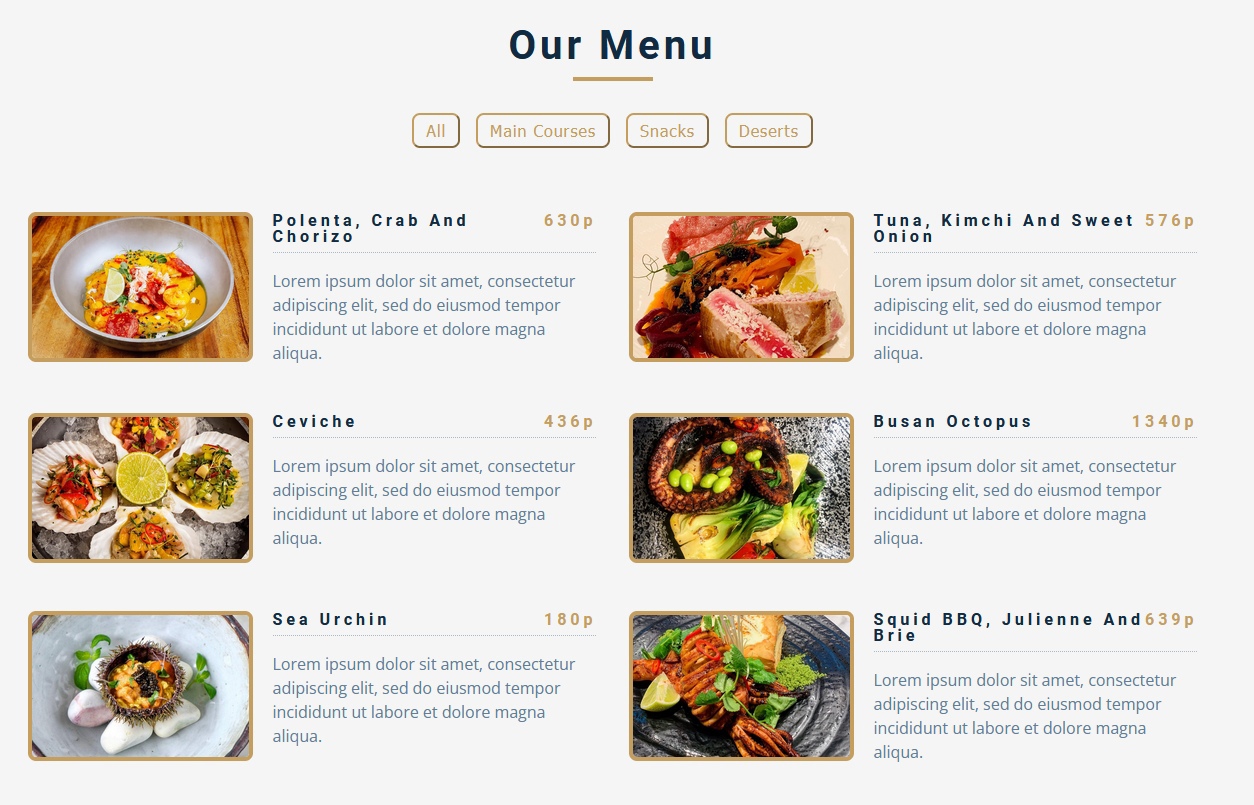 Our Menu
All
Main Courses
Snacks
Deserts
Polenta, Crab And
Chorizo
630p
Lorem ipsum dolor sit amet, consectetur
adipiscing elit, sed do eiusmod tempor
incididunt ut labore et dolore magna
aliqua.
Tuna, Kimchi And Sweet
Onion
576p
Lorem ipsum dolor sit amet, consectetur
adipiscing elit, sed do eiusmod tempor
incididunt ut labore et dolore magna
aliqua.
Ceviche
436p
Lorem ipsum dolor sit amet, consectetur
adipiscing elit, sed do eiusmod tempor
incididunt ut labore et dolore magna
aliqua.
Busan Octopus
1340p
Lorem ipsum dolor sit amet, consectetur
adipiscing elit, sed do eiusmod tempor
incididunt ut labore et dolore magna
aliqua.
Sea Urchin
180p
Lorem ipsum dolor sit amet, consectetur
adipiscing elit, sed do eiusmod tempor
incididunt ut labore et dolore magna
aliqua.
Squid BBQ, Julienne And
Brie
639p
Lorem ipsum dolor sit amet, consectetur
adipiscing elit, sed do eiusmod tempor
incididunt ut labore et dolore magna
aliqua.